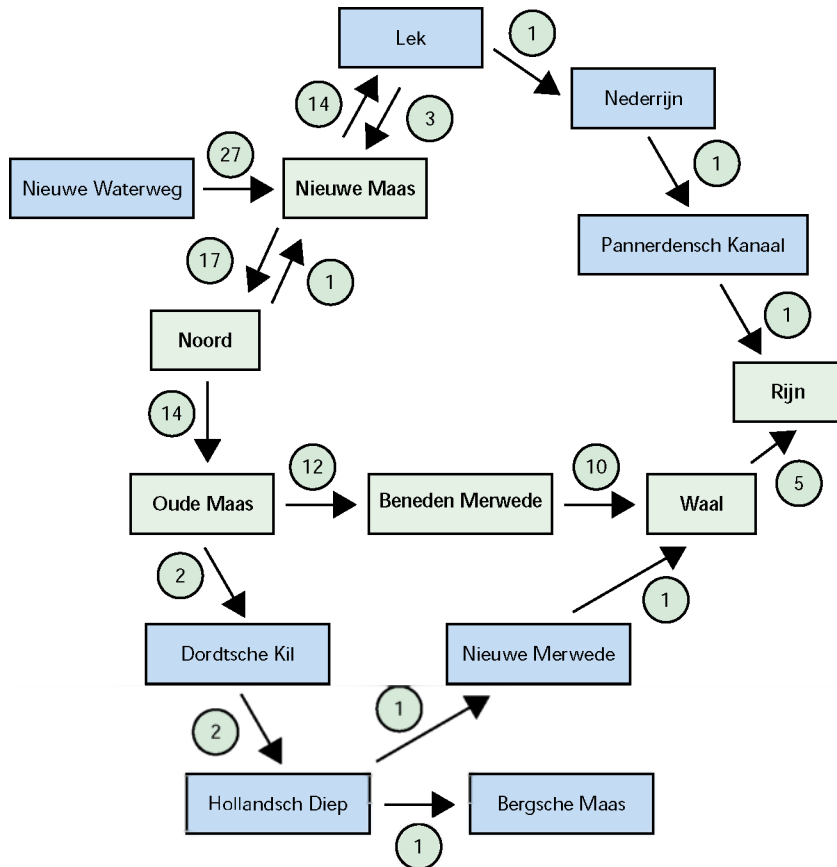 Lek
1
Nederrijn
14
3
27
1
Nieuwe Waterweg
Nieuwe Maas
17
1
Pannerdensch Kanaal
1
Noord
Rijn
14
12
10
5
Oude Maas
Beneden Merwede
Waal
2
1
Dordtsche Kil
Nieuwe Merwede
2
1
Hollandsch Diep
Bergsche Maas
1